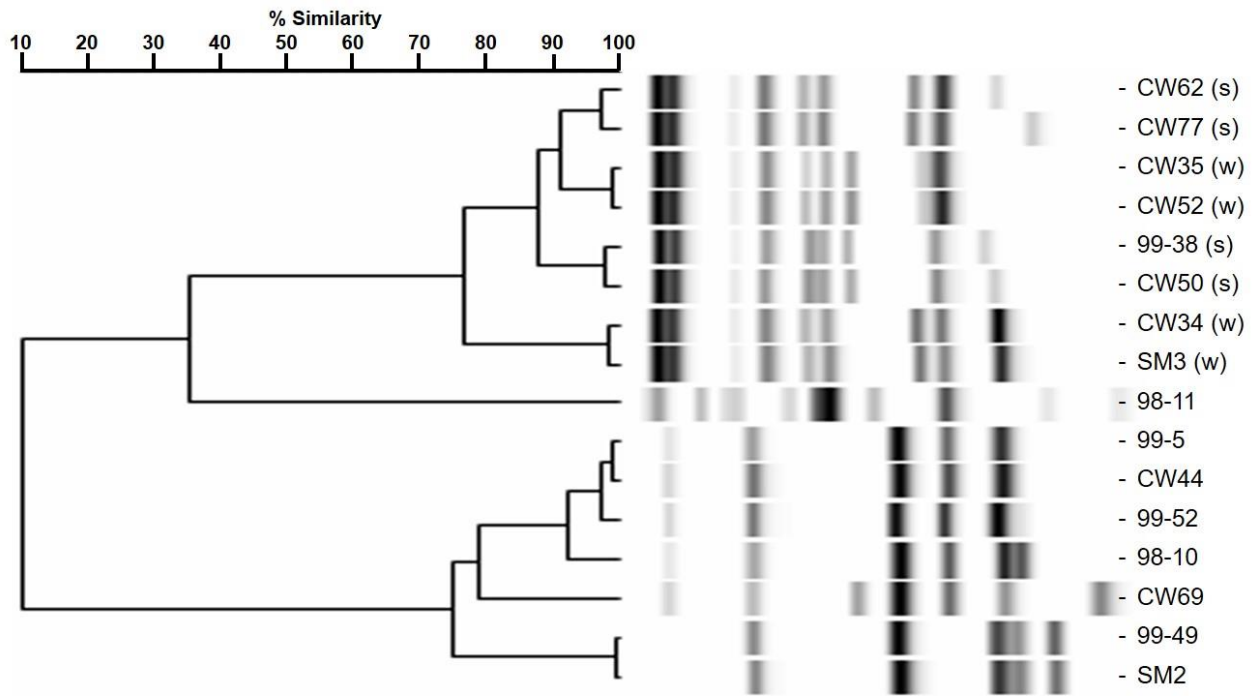 % Similarity
10 20 30 40 50 60 70 80 90 100
- CW62 (s)
- CW77 (s)
- CW35 (w)
- CW52 (w)
- 99-38 (s)
- CW50 (s)
- CW34 (w)
- SM3 (w)
- 98-11
- 99-5
- CW44
- 99-52
- 98-10
- CW69
- 99-49
- SM2